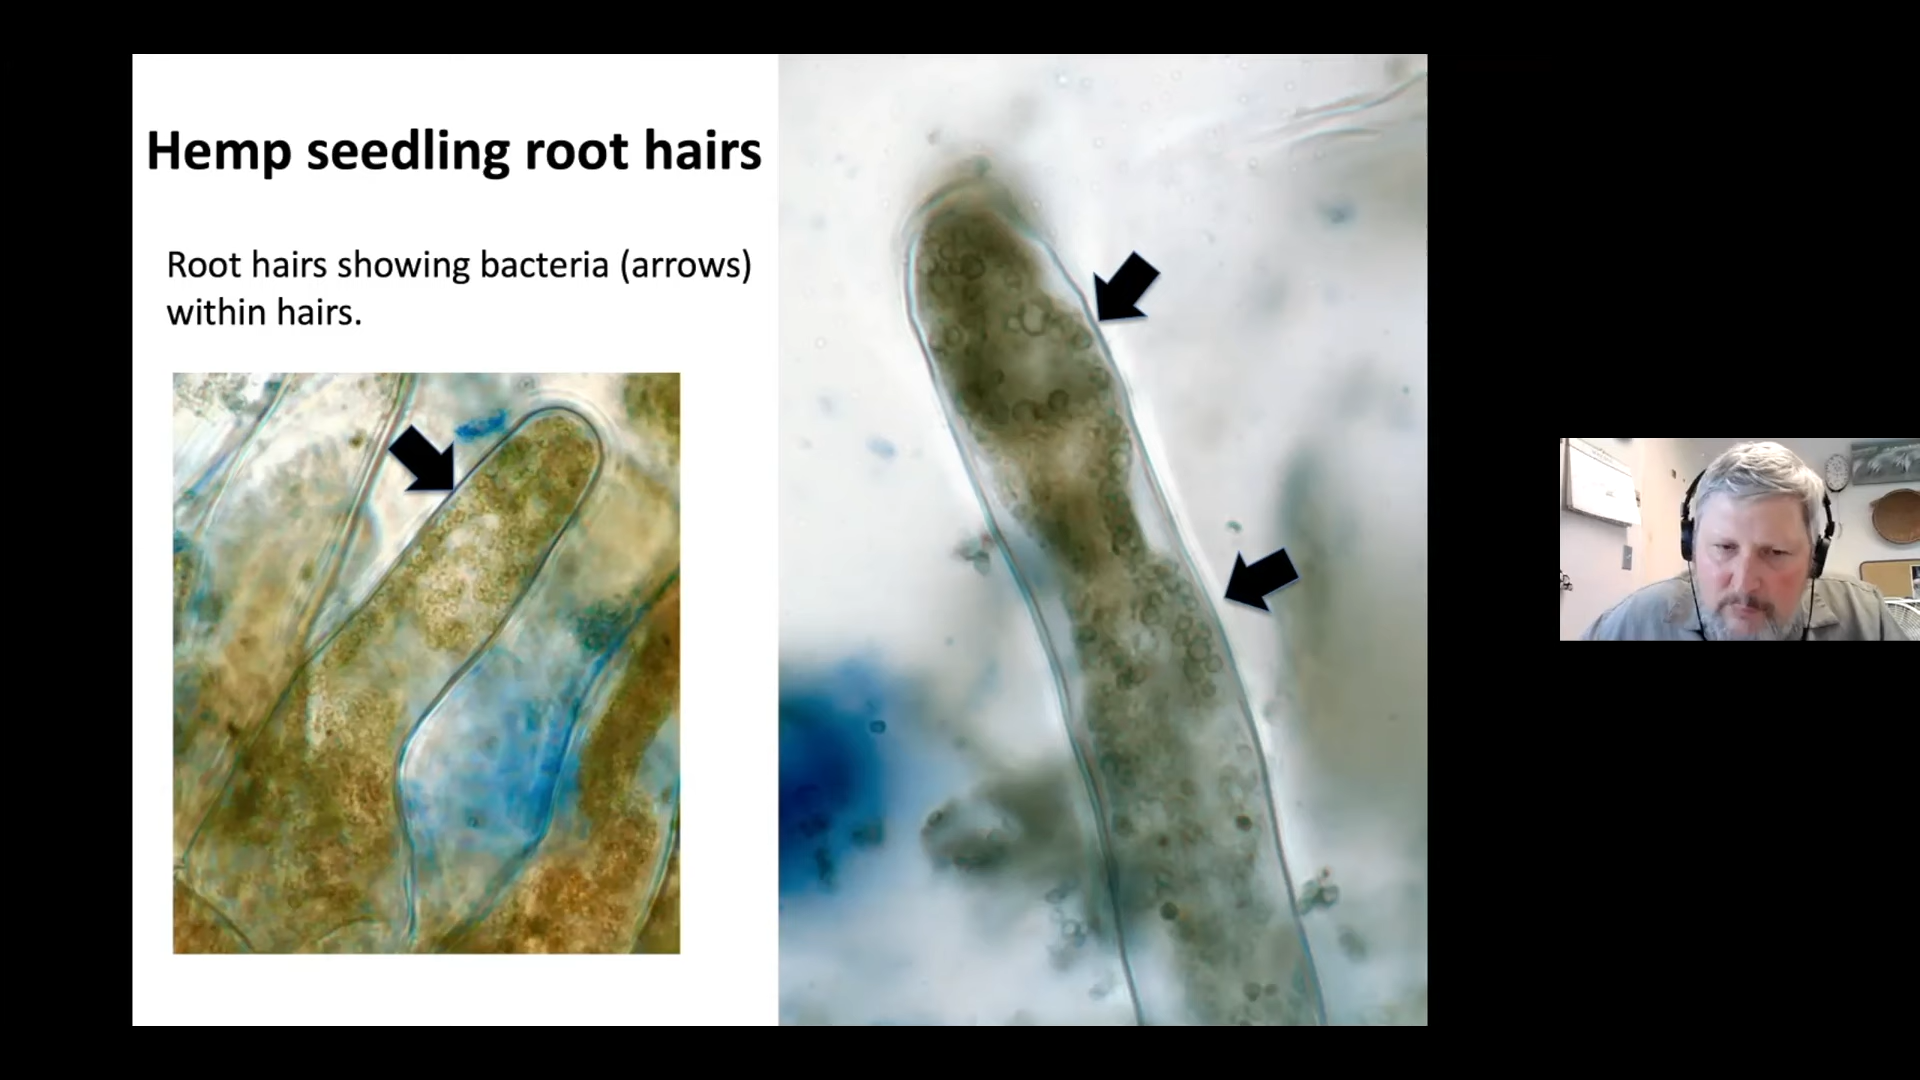 Hemp seedling root hairs
Root hairs showing bacteria (arrows)
within hairs.